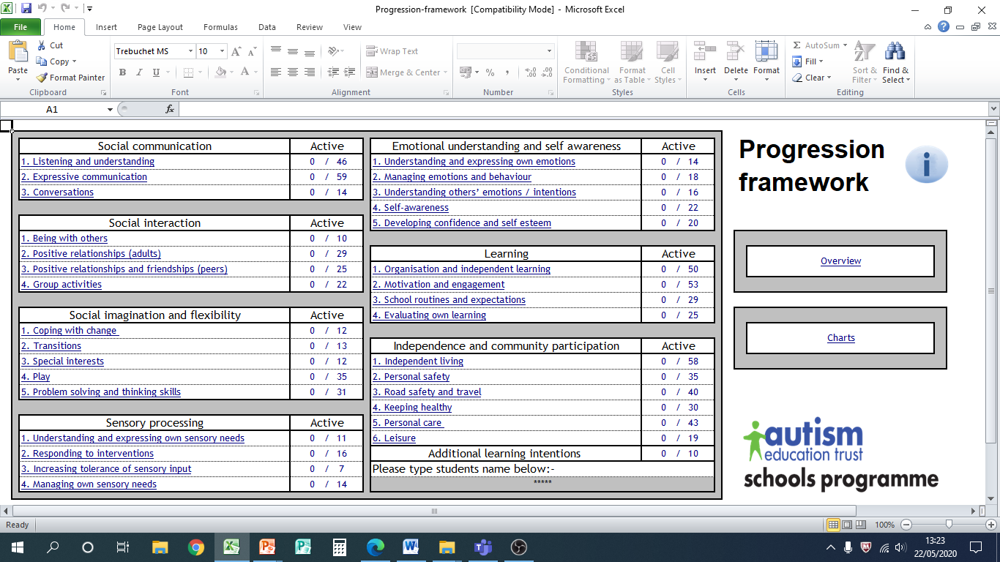 Progression-framework [Compatibility Mode] - Microsoft Excel
File Home Insert Page Layout Formulas Data Review View
Paste
Cut
Copy
Format Painter
Clipboard
Trebuchet MS 10
B I U
Font
Wrap Text
Merge & Center
Alignment
Number
Conditional Formatting
Format as Table
Cell Styles
Styles
Insert Delete Format
Cells
AutoSum
Fill
Clear
Sort & Filter
Find & Select
Editing
A1 fx
Social communication Active
1. Listening and understanding 0 / 46
2. Expressive communication 0 / 59
3. Conversations 0 / 14
Social interaction Active
1. Being with others 0 / 10
2. Positive relationships (adults) 0 / 29
3. Positive relationships and friendships (peers) 0 / 25
4. Group activities 0 / 22
Social imagination and flexibility Active
1. Coping with change 0 / 12
2. Transitions 0 / 13
3. Special interests 0 / 12
4. Play 0 / 35
5. Problem solving and thinking skills 0 / 31
Sensory processing Active
1. Understanding and expressing own sensory needs 0 / 11
2. Responding to interventions 0 / 16
3. Increasing tolerance of sensory input 0 / 7
4. Managing own sensory needs 0 / 14
Emotional understanding and self awareness Active
1. Understanding and expressing own emotions 0 / 14
2. Managing emotions and behaviour 0 / 18
3. Understanding others’ emotions / intentions 0 / 16
4. Self-awareness 0 / 22
5. Developing confidence and self esteem 0 / 20
Learning Active
1. Organisation and independent learning 0 / 50
2. Motivation and engagement 0 / 53
3. School routines and expectations 0 / 29
4. Evaluating own learning 0 / 25
Independence and community participation Active
1. Independent living 0 / 58
2. Personal safety 0 / 35
3. Road safety and travel 0 / 40
4. Keeping healthy 0 / 30
5. Personal care 0 / 43
6. Leisure 0 / 19
Additional learning intentions 0 / 10
Please type students name below:-
*****
Progression
framework
i
Overview
Charts
autism
education trust
schools programme
Ready 100%
13:23
22/05/2020